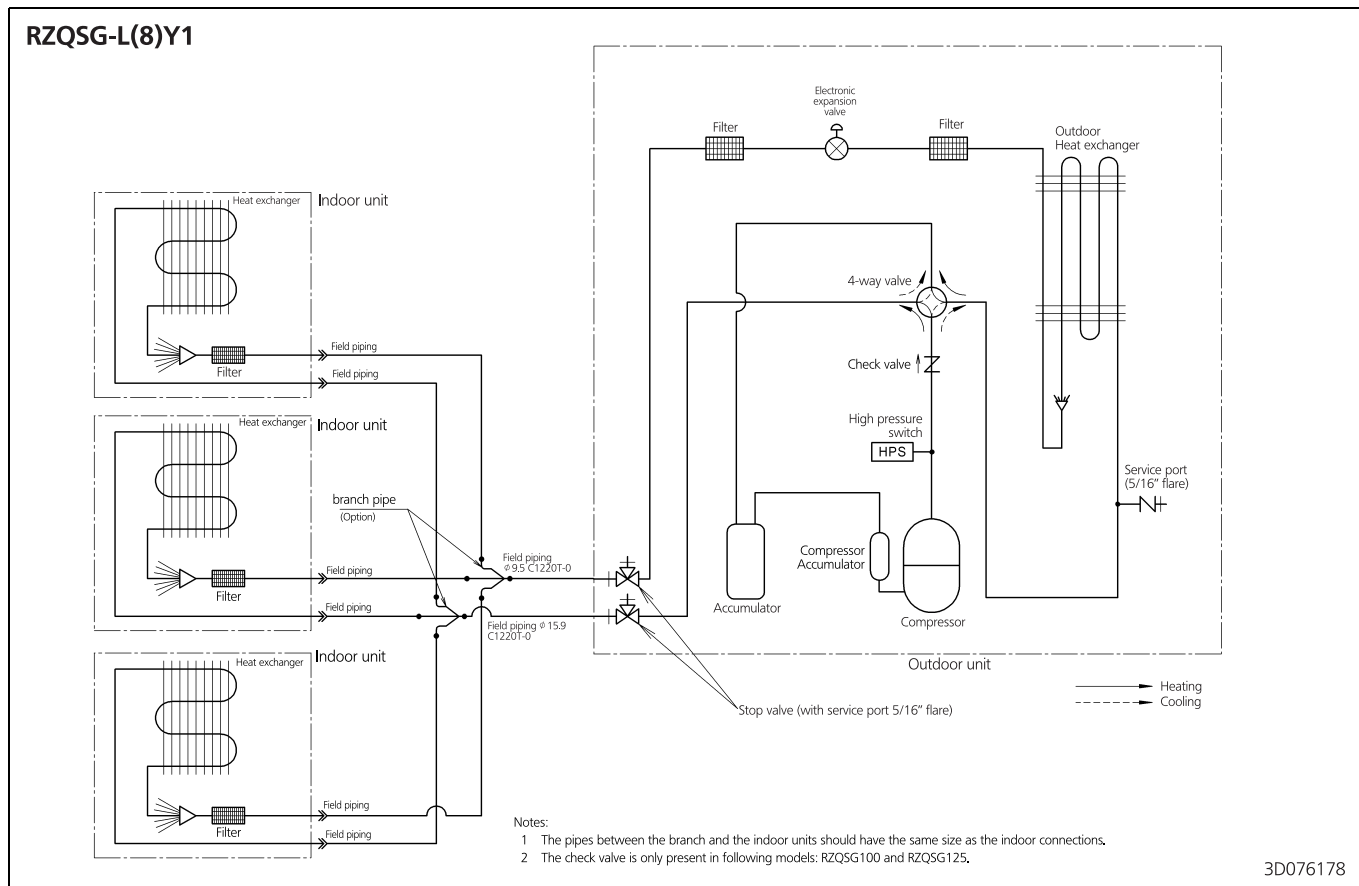 RZQSG-L(8)Y1
Electronic
expansion
valve
Filter
Filter
Outdoor
Heat exchanger
4-way valve
Check valve
High pressure
switch
HPS
Service port
(5/16" flare)
Compressor
Accumulator
Accumulator
Compressor
Outdoor unit
Heating
Cooling
Heat exchanger
Indoor unit
Filter
Field piping
Field piping
Heat exchanger
Indoor unit
Filter
Field piping
Field piping
branch pipe
(Option)
Field piping
φ9.5 C1220T-0
Field piping φ15.9
C1220T-0
Heat exchanger
Indoor unit
Filter
Field piping
Field piping
Stop valve (with service port 5/16" flare)
Notes:
1 The pipes between the branch and the indoor units should have the same size as the indoor connections.
2 The check valve is only present in following models: RZQSG100 and RZQSG125.
3D076178